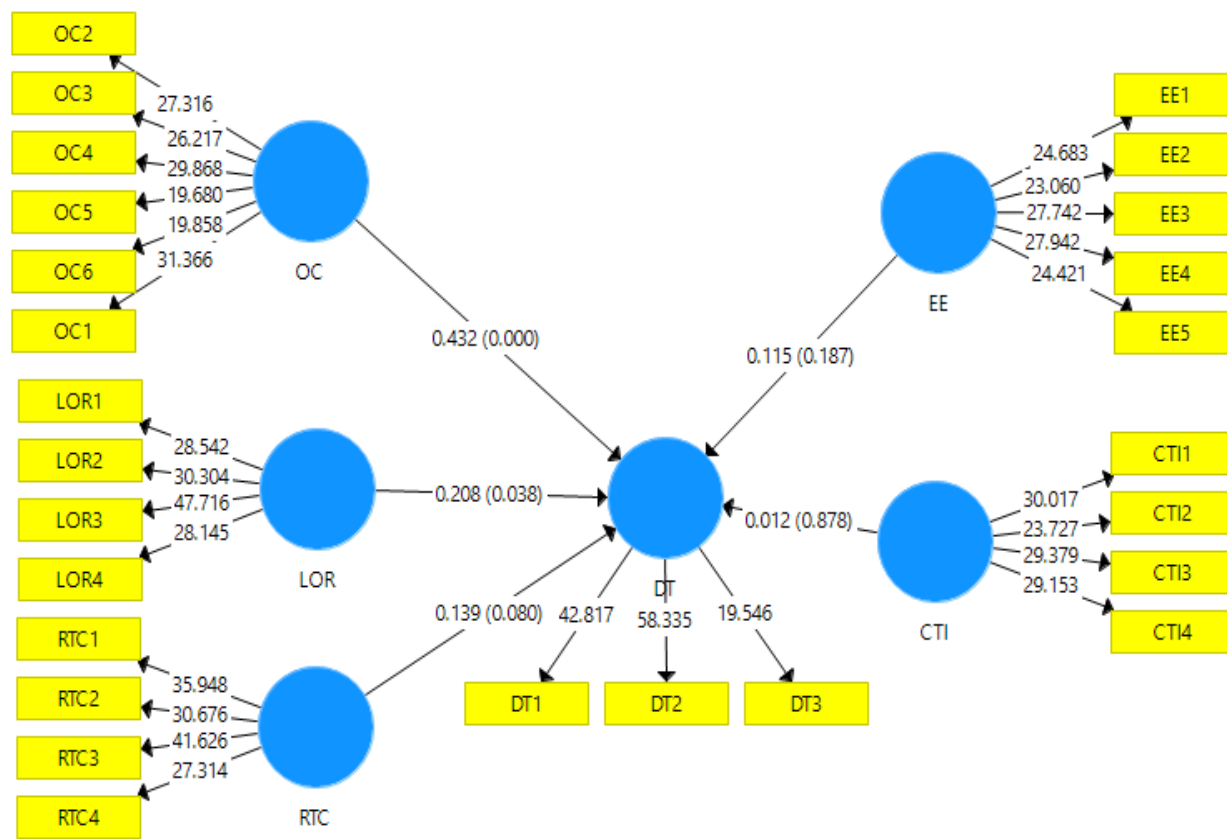 OC2
OC3
OC4
OC5
OC6
OC1
27.316
26.217
29.868
19.680
19.858
31.366
OC
0.432 (0.000)
LOR1
LOR2
LOR3
LOR4
28.542
30.304
47.716
28.145
LOR
0.208 (0.038)
RTC1
RTC2
RTC3
RTC4
35.948
30.676
41.626
27.314
RTC
0.139 (0.080)
DT
42.817
58.335
19.546
DT1
DT2
DT3
EE
0.115 (0.187)
24.683
23.060
27.742
27.942
24.421
EE1
EE2
EE3
EE4
EE5
CTI
0.012 (0.878)
30.017
23.727
29.379
29.153
CTI1
CTI2
CTI3
CTI4